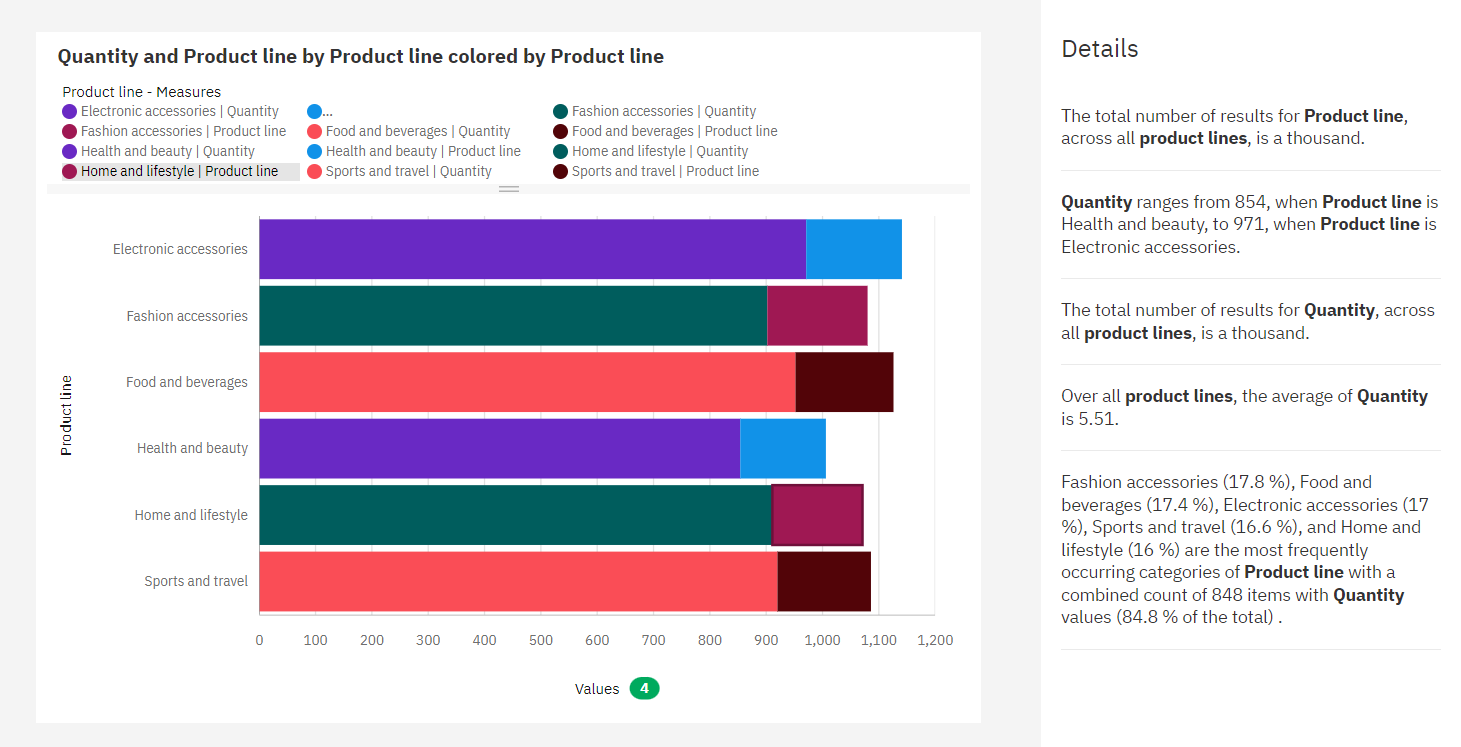 Quantity and Product line by Product line colored by Product line
Product line - Measures
Electronic accessories | Quantity
...
Fashion accessories | Quantity
Fashion accessories | Product line
Food and beverages | Quantity
Food and beverages | Product line
Health and beauty | Quantity
Health and beauty | Product line
Home and lifestyle | Quantity
Home and lifestyle | Product line
Sports and travel | Quantity
Sports and travel | Product line
Product line
Electronic accessories
Fashion accessories
Food and beverages
Health and beauty
Home and lifestyle
Sports and travel
0 100 200 300 400 500 600 700 800 900 1,000 1,100 1,200
Values 4
Details
The total number of results for Product line,
across all product lines, is a thousand.
Quantity ranges from 854, when Product line is
Health and beauty, to 971, when Product line is
Electronic accessories.
The total number of results for Quantity, across
all product lines, is a thousand.
Over all product lines, the average of Quantity
is 5.51.
Fashion accessories (17.8 %), Food and
beverages (17.4 %), Electronic accessories (17
%), Sports and travel (16.6 %), and Home and
lifestyle (16 %) are the most frequently
occurring categories of Product line with a
combined count of 848 items with Quantity
values (84.8 % of the total) .